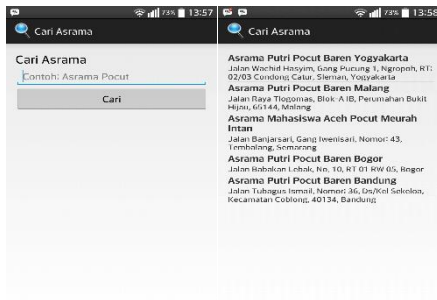 73% 13:57
Cari Asrama
Cari Asrama
Contoh: Asrama Pocut
Cari
73% 13:58
Cari Asrama
Asrama Putri Pocut Baren Yogyakarta
Jalan Wachid Hasyim, Gang Pucung 1, Ngropoh, RT:
02/03 Condong Catur, Sleman, Yogyakarta
Asrama Putri Pocut Baren Malang
Jalan Raya Tlogomas, Blok-A IB, Perumahan Bukit
Hijau, 65144, Malang
Asrama Mahasiswa Aceh Pocut Meurah
Intan
Jalan Banjarsari, Gang Iwenisari, Nomor: 43,
Tembalang, Semarang
Asrama Putri Pocut Baren Bogor
Jalan Babakan Lebak, No. 10, RT 01 RW 05, Bogor
Asrama Putri Pocut Baren Bandung
Jalan Tubagus Ismail, Nomor: 36, Ds/Kel Sekeloa,
Kecamatan Coblong, 40134, Bandung